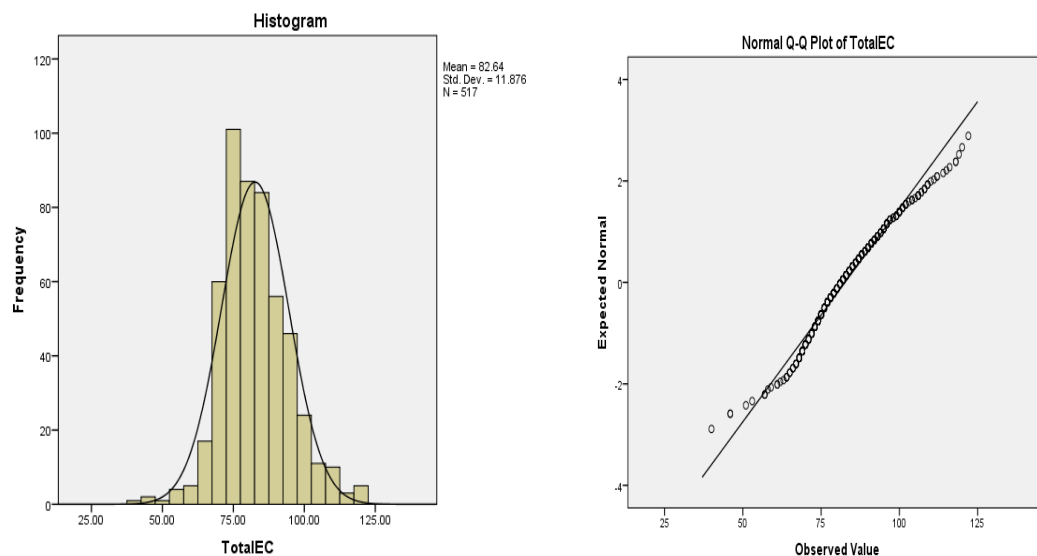 Histogram
Mean = 82.64
Std. Dev. = 11.876
N = 517
120
100
80
60
40
20
0
Frequency
25.00 50.00 75.00 100.00 125.00
TotalEC
Normal Q-Q Plot of TotalEC
4
2
0
-2
-4
Expected Normal
25 50 75 100 125
Observed Value